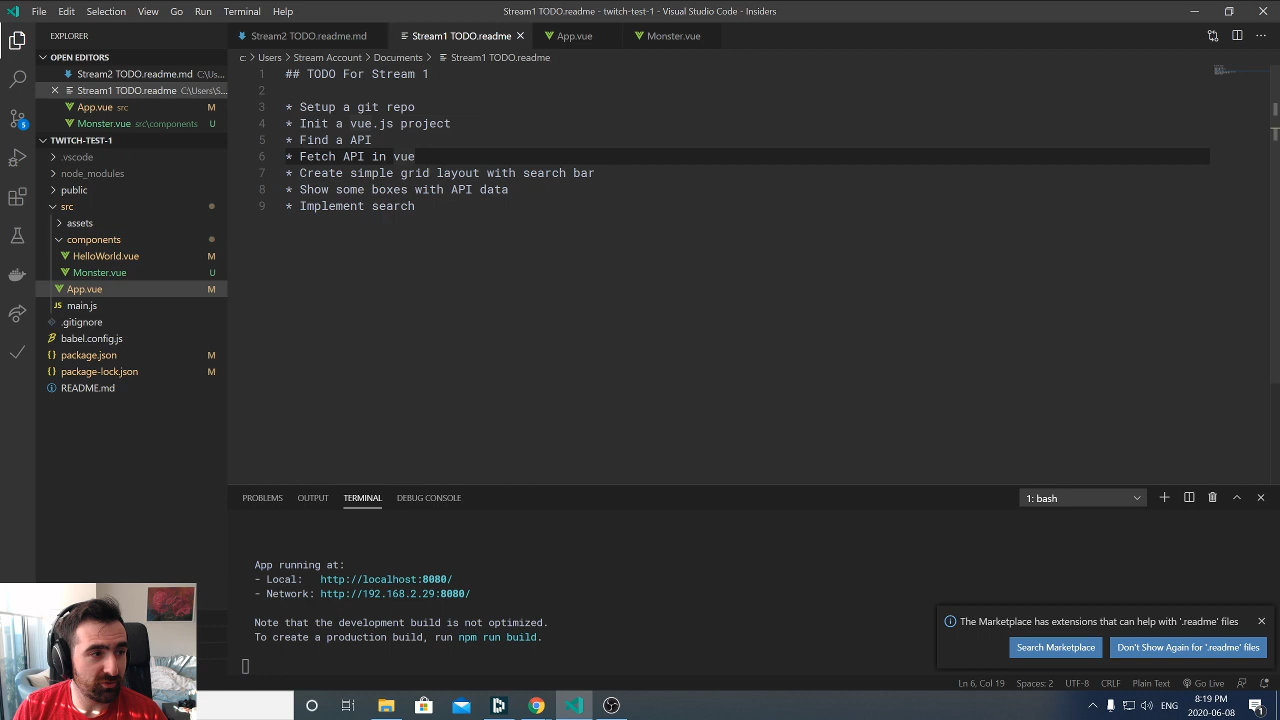 File Edit Selection View Go Run Terminal Help
Stream1 TODO.readme - twitch-test-1 - Visual Studio Code - Insiders
EXPLORER
OPEN EDITORS
Stream2 TODO.readme.md C:\Us...
Stream1 TODO.readme C:\Users\S...
App.vue src M
Monster.vue src\components U
TWITCH-TEST-1
.vscode
node_modules
public
src
assets
components
HelloWorld.vue M
Monster.vue U
App.vue M
JS main.js
.gitignore
babel.config.js
{} package.json M
{} package-lock.json M
README.md
5
Stream2 TODO.readme.md Stream1 TODO.readme App.vue Monster.vue
c: > Users > Stream Account > Documents > Stream1 TODO.readme
1 ## TODO For Stream 1
2
3 * Setup a git repo
4 * Init a vue.js project
5 * Find a API
6 * Fetch API in vue
7 * Create simple grid layout with search bar
8 * Show some boxes with API data
9 * Implement search
PROBLEMS OUTPUT TERMINAL DEBUG CONSOLE
1: bash
App running at:
- Local: http://localhost:8080/
- Network: http://192.168.2.29:8080/
Note that the development build is not optimized.
To create a production build, run npm run build.
The Marketplace has extensions that can help with '.readme' files
Search Marketplace Don't Show Again for '.readme' files
Ln 6, Col 19 Spaces: 2 UTF-8 CRLF Plain Text Go Live
ENG
8:19 PM
2020-06-08
1